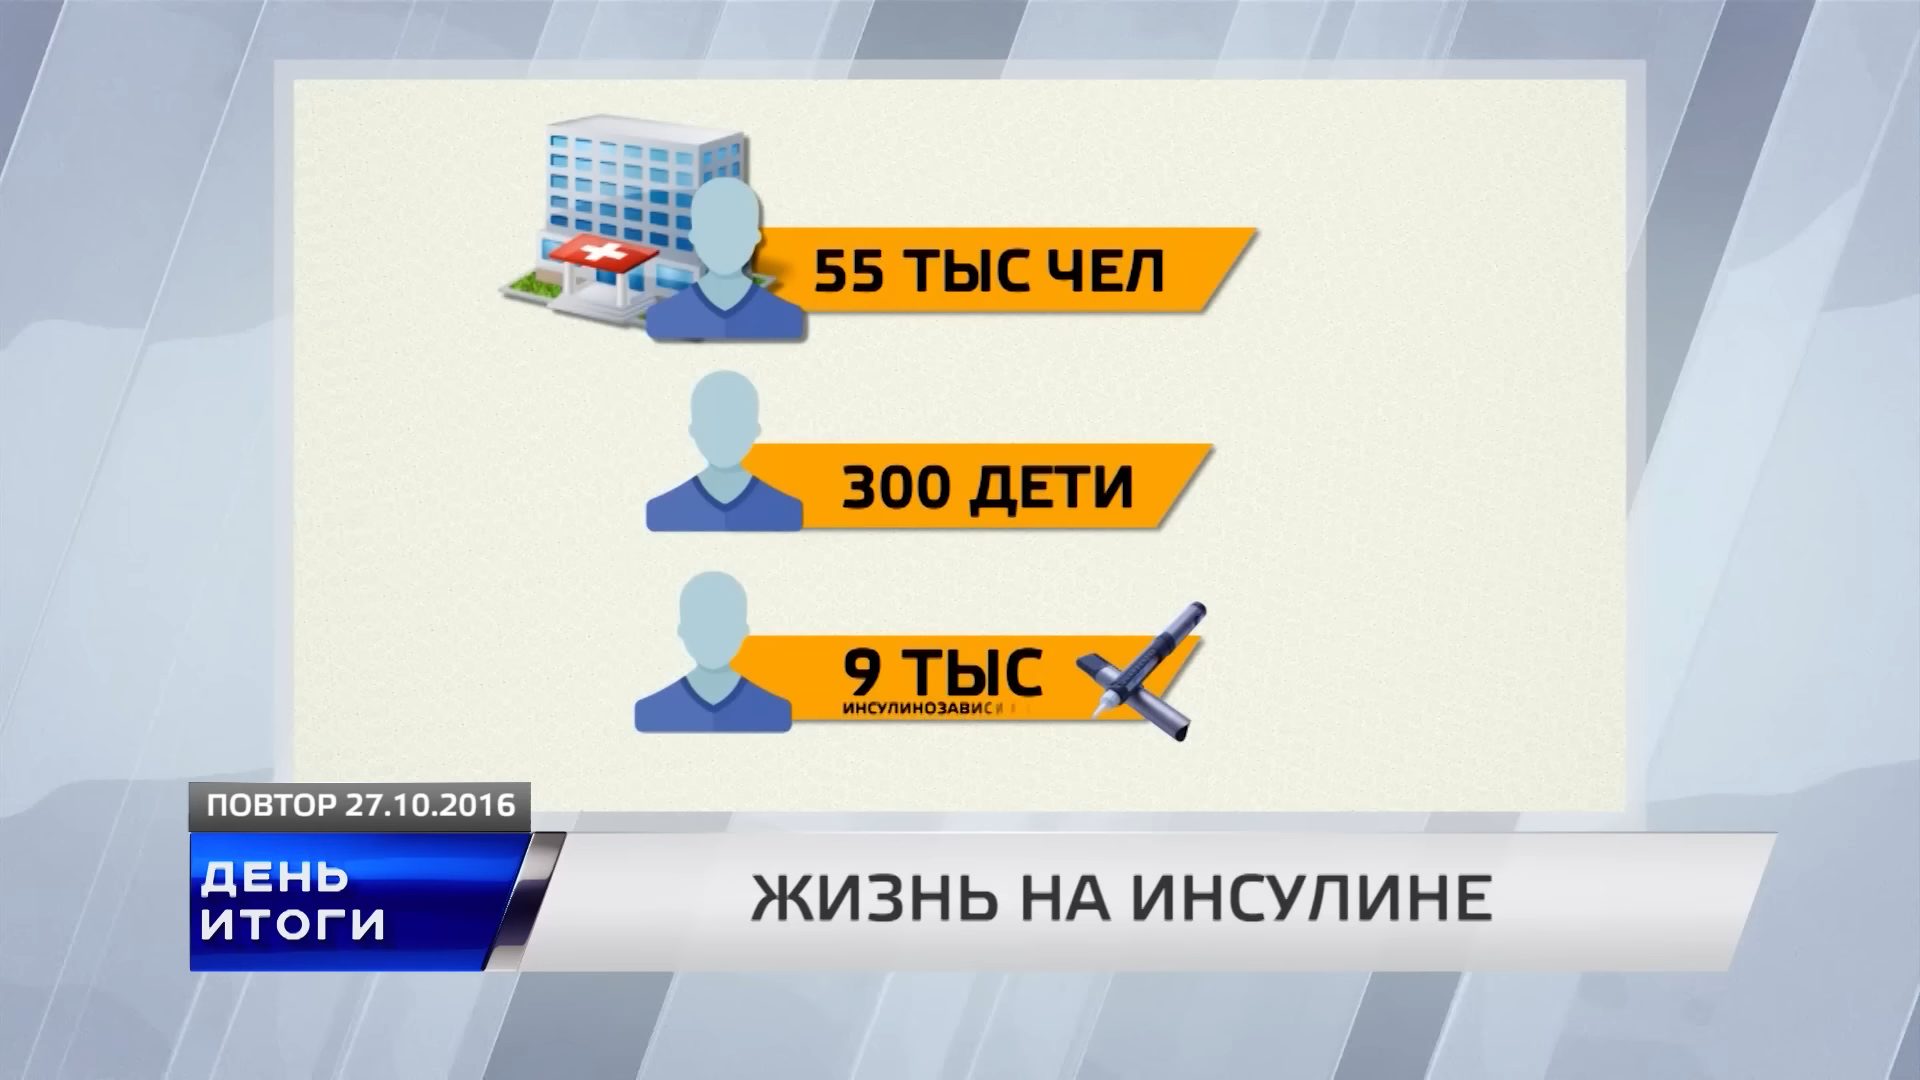 55 ТЫС ЧЕЛ
300 ДЕТИ
9 ТЫС
ПОВТОР 27.10.2016
ДЕНЬ
ИТОГИ
ЖИЗНЬ НА ИНСУЛИНЕ